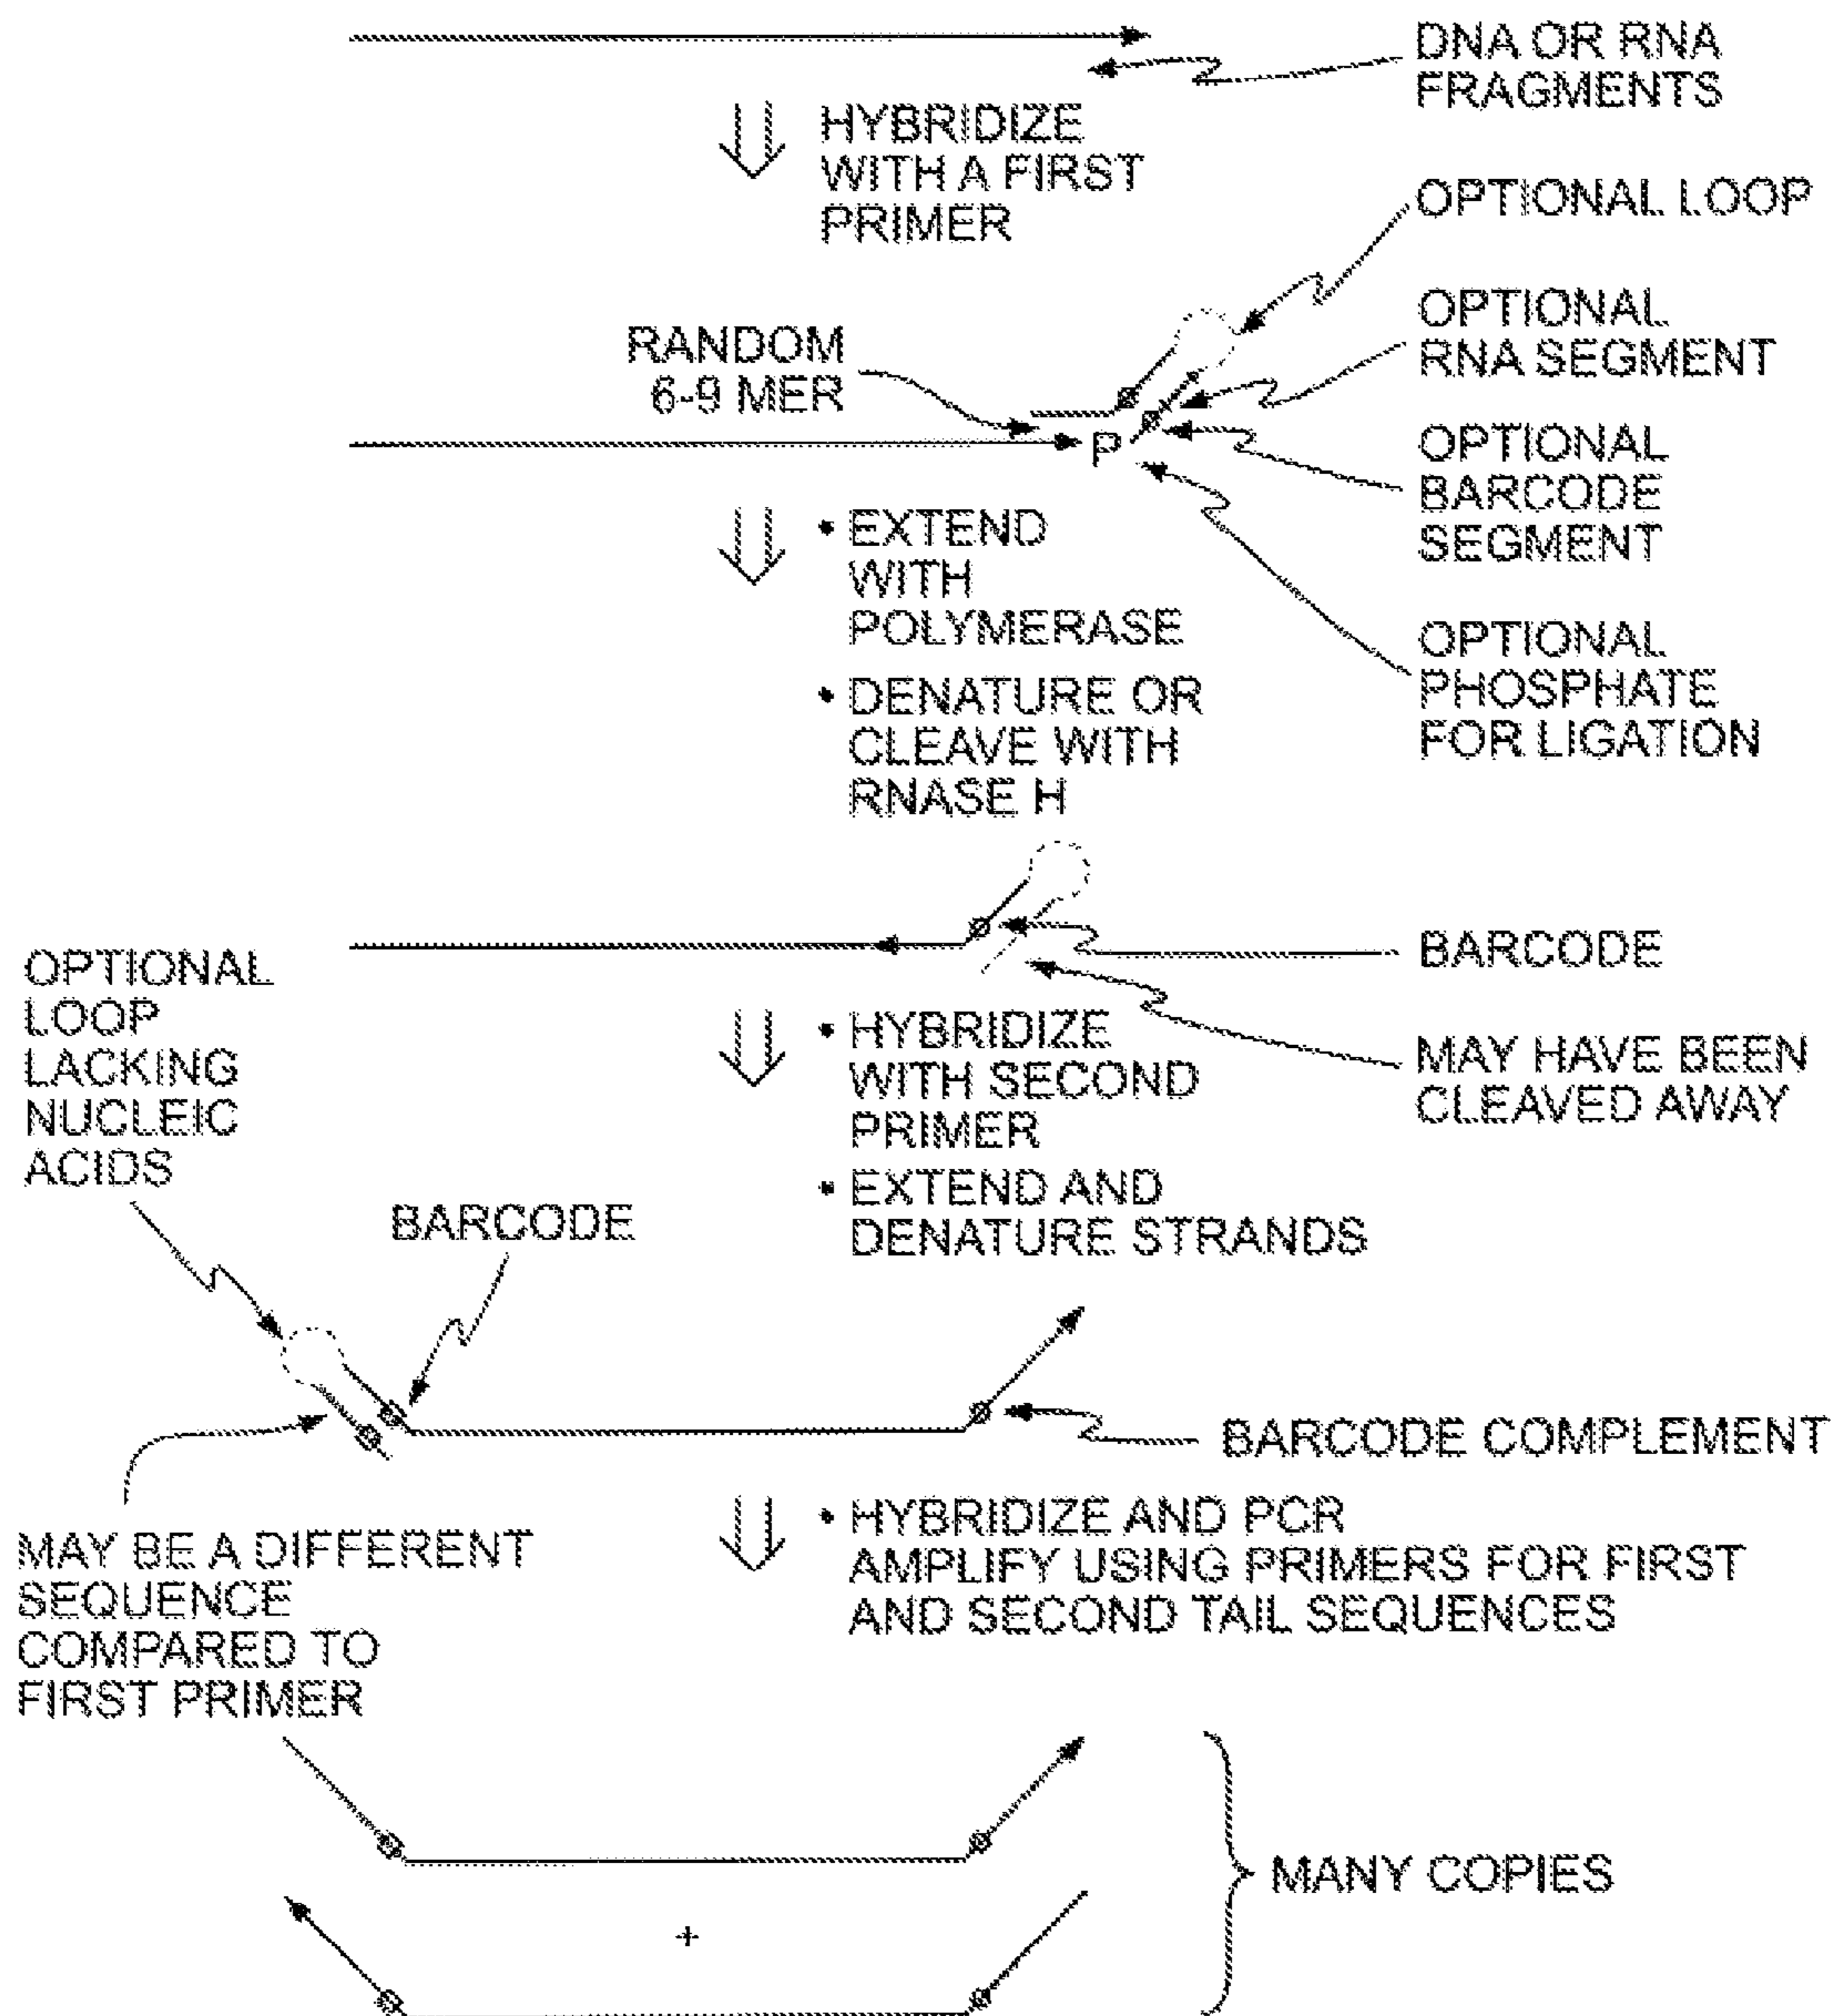 DNA OR RNA
FRAGMENTS
HYBRIDIZE
WITH A FIRST
PRIMER
OPTIONAL LOOP
OPTIONAL
RNA SEGMENT
RANDOM
6-9 MER
P
OPTIONAL
BARCODE
SEGMENT
• EXTEND
WITH
POLYMERASE
OPTIONAL
PHOSPHATE
FOR LIGATION
• DENATURE OR
CLEAVE WITH
RNASE H
BARCODE
OPTIONAL
LOOP
LACKING
NUCLEIC
ACIDS
• HYBRIDIZE
WITH SECOND
PRIMER
MAY HAVE BEEN
CLEAVED AWAY
• EXTEND AND
DENATURE STRANDS
BARCODE
BARCODE COMPLEMENT
MAY BE A DIFFERENT
SEQUENCE
COMPARED TO
FIRST PRIMER
• HYBRIDIZE AND PCR
AMPLIFY USING PRIMERS FOR FIRST
AND SECOND TAIL SEQUENCES
MANY COPIES
+